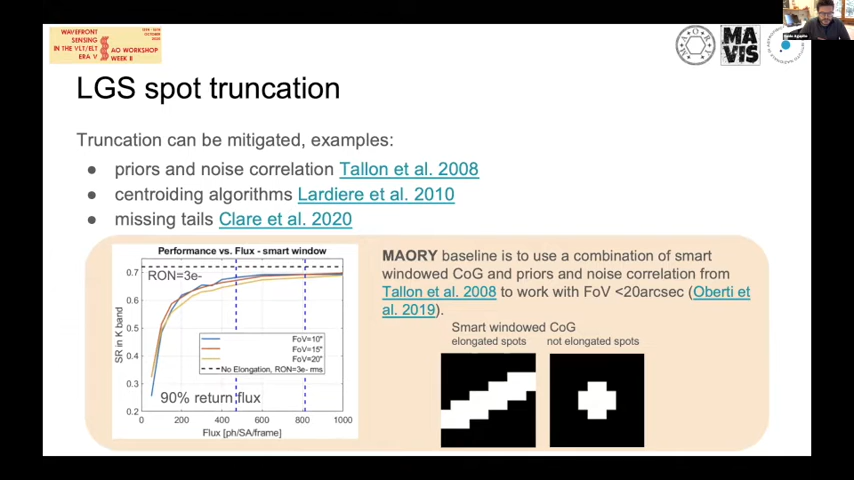 WAVEFRONT
SENSING
IN THE VLT/ELT
ERA V
AO WORKSHOP
WEEK II
MAORY
MA
VIS
LGS spot truncation
Truncation can be mitigated, examples:
● priors and noise correlation Tallon et al. 2008
● centroiding algorithms Lardiere et al. 2010
● missing tails Clare et al. 2020
Performance vs. Flux - smart window
RON=3e-
SR in K band
0.7
0.6
0.5
0.4
0.3
0.2
FoV=10"
FoV=15"
FoV=20"
No Elongation, RON=3e- rms
90% return flux
0 200 400 600 800 1000
Flux [ph/SA/frame]
MAORY baseline is to use a combination of smart
windowed CoG and priors and noise correlation from
Tallon et al. 2008 to work with FoV <20arcsec (Oberti et
al. 2019).
Smart windowed CoG
elongated spots not elongated spots